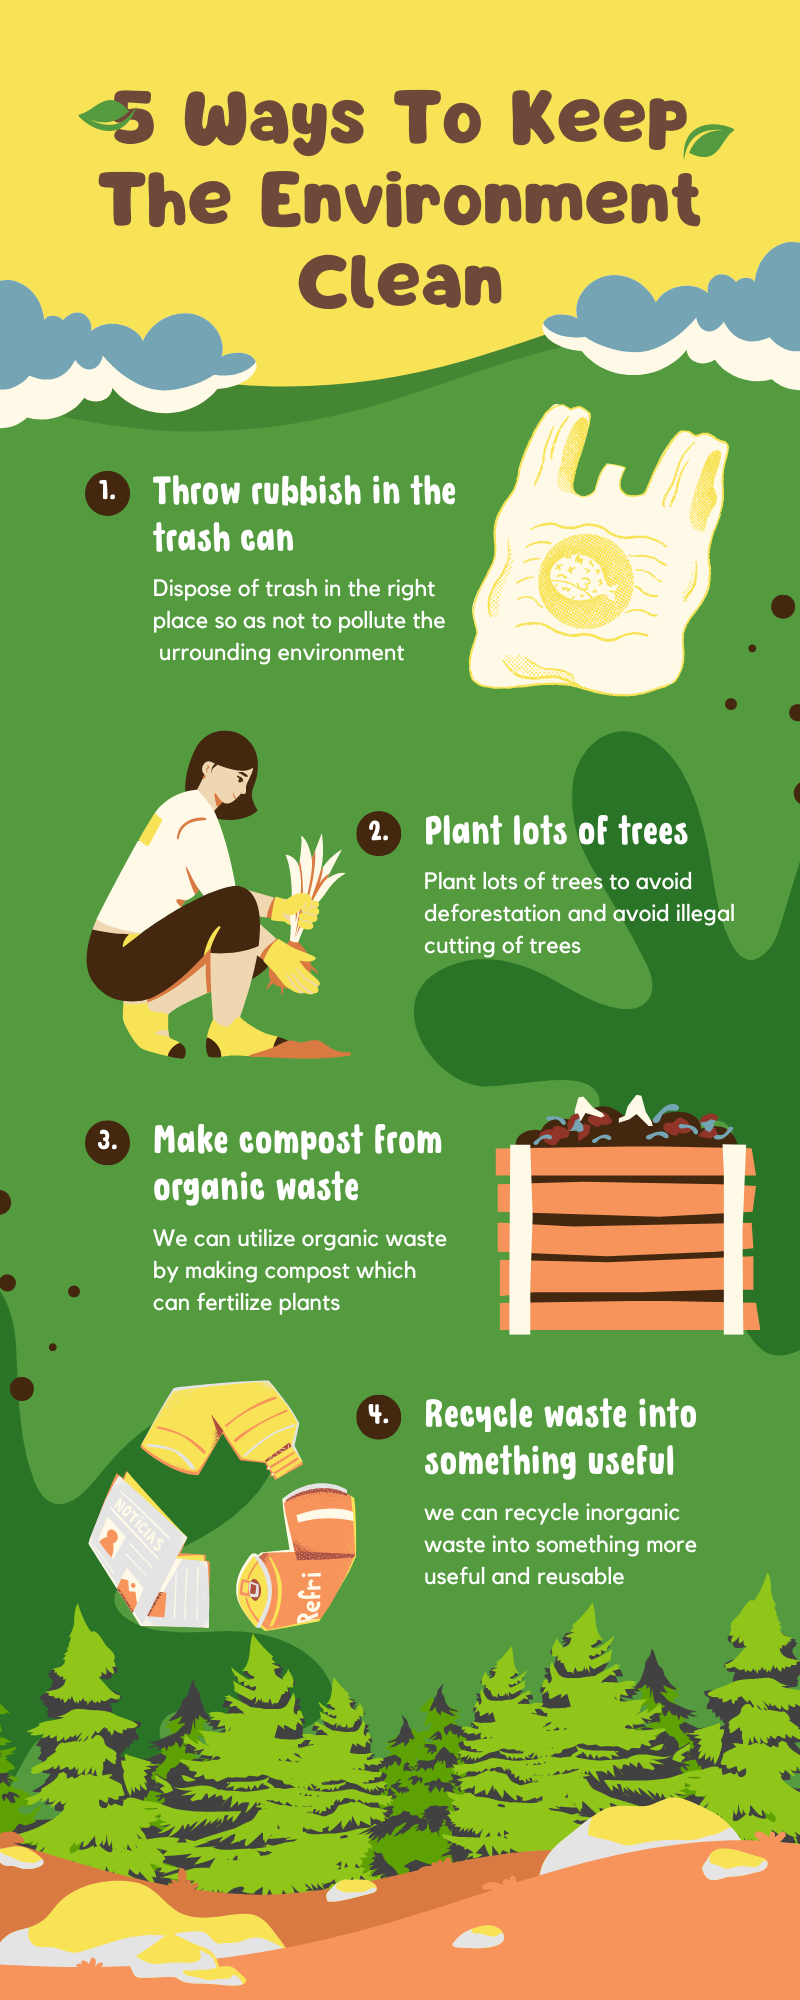 5 Ways To Keep
The Environment
Clean
1.
Throw rubbish in the
trash can
Dispose of trash in the right
place so as not to pollute the
urrounding environment
2.
Plant lots of trees
Plant lots of trees to avoid
deforestation and avoid illegal
cutting of trees
3.
Make compost from
organic waste
We can utilize organic waste
by making compost which
can fertilize plants
4.
Recycle waste into
something useful
we can recycle inorganic
waste into something more
useful and reusable
NOTÍCIAS
Refri